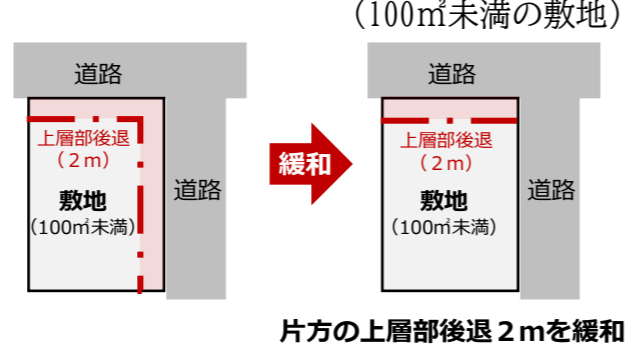 (100㎡未満の敷地)
道路
上層部後退
(2m)
敷地
(100㎡未満)
道路
緩和
道路
上層部後退
(2m)
敷地
(100㎡未満)
道路
片方の上層部後退2mを緩和